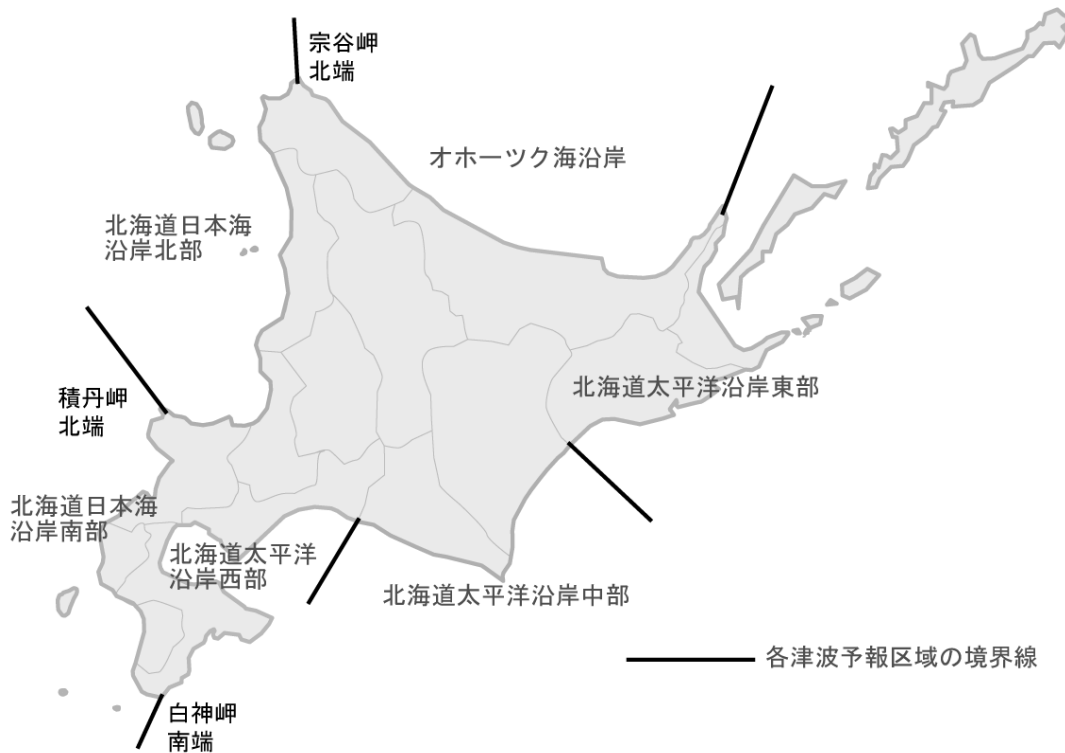 宗谷岬
北端
オホーツク海沿岸
北海道日本海
沿岸北部
北海道太平洋沿岸東部
積丹岬
北端
北海道日本海
沿岸南部
北海道太平洋
沿岸西部
北海道太平洋沿岸中部
各津波予報区域の境界線
白神岬
南端